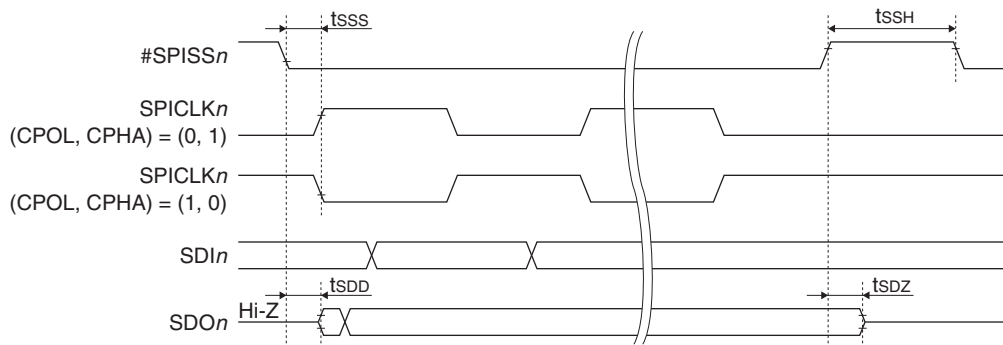 tSSS
tSSH
#SPISSn
SPICLKn
(CPOL, CPHA) = (0, 1)
SPICLKn
(CPOL, CPHA) = (1, 0)
SDIn
tSDD
tSDZ
Hi-Z
SDOn